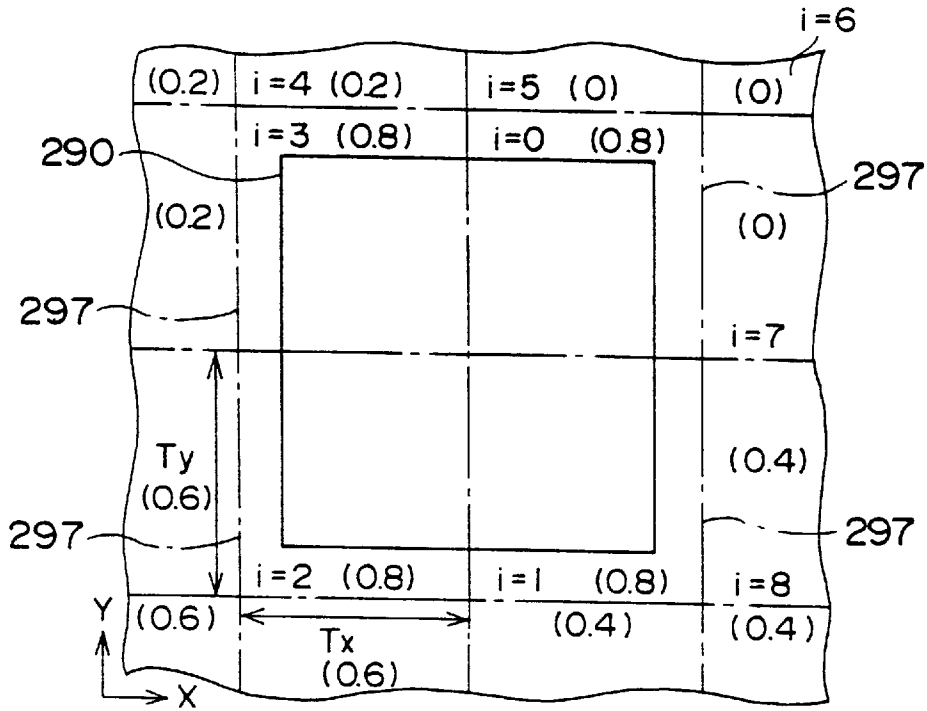 i=6
(0.2) i=4 (0.2) i=5 (0) (0)
i=3 (0.8) i=0 (0.8)
290
297
(0.2) (0)
297
i=7
Ty
(0.6)
(0.4)
297
297
i=2 (0.8) i=1 (0.8) i=8
(0.6) (0.4) (0.4)
Y
Tx
(0.6)
X